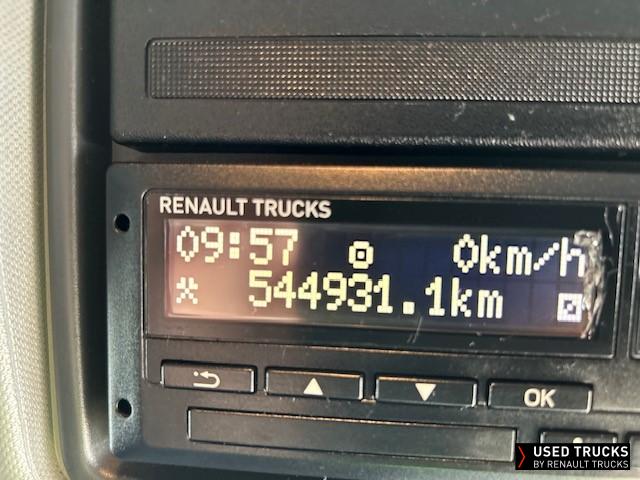 RENAULT TRUCKS
09:57 0km/h
544931.1km
OK
USED TRUCKS
BY RENAULT TRUCKS